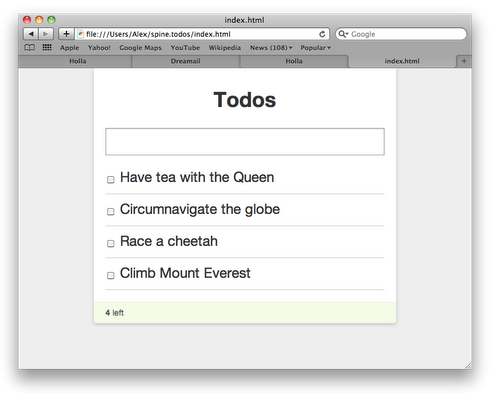 index.html
file:///Users/Alex/spine.todos/index.html
Google
Apple Yahoo! Google Maps YouTube Wikipedia News (108) Popular
Holla Dreamail Holla index.html
Todos
Have tea with the Queen
Circumnavigate the globe
Race a cheetah
Climb Mount Everest
4 left